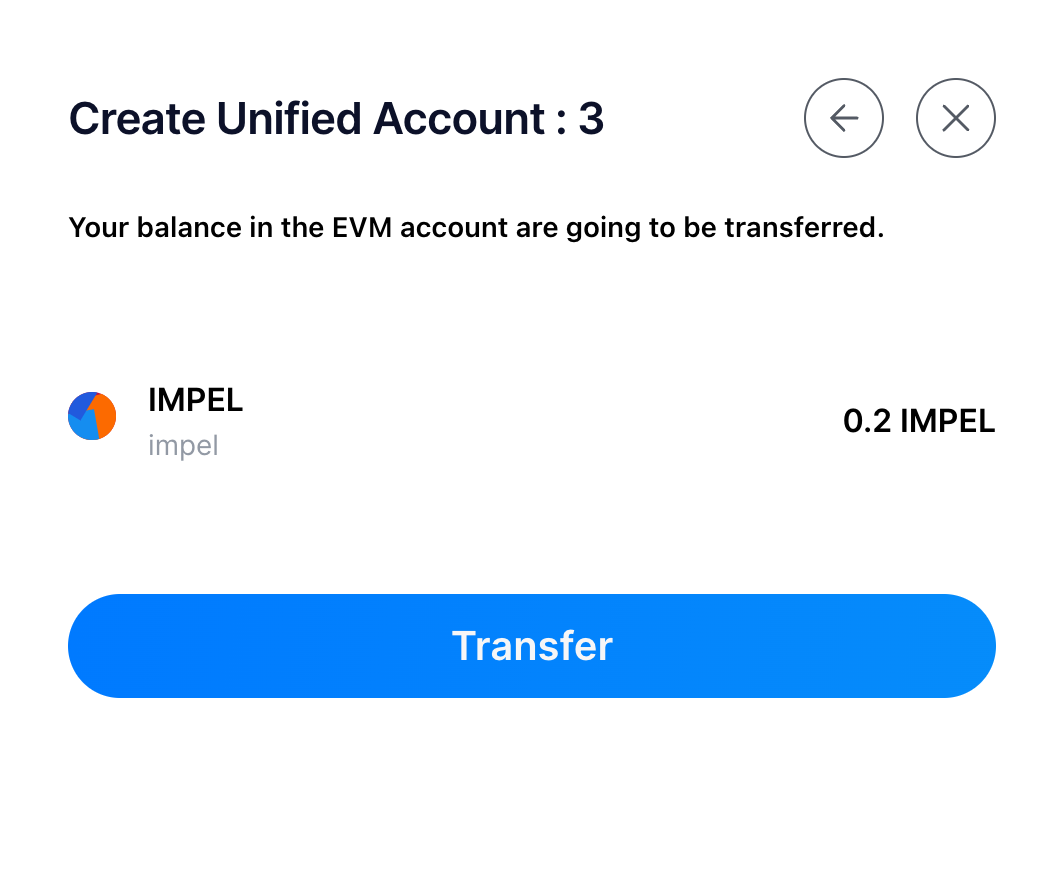 Create Unified Account : 3
Your balance in the EVM account are going to be transferred.
IMPEL
impel
0.2 IMPEL
Transfer